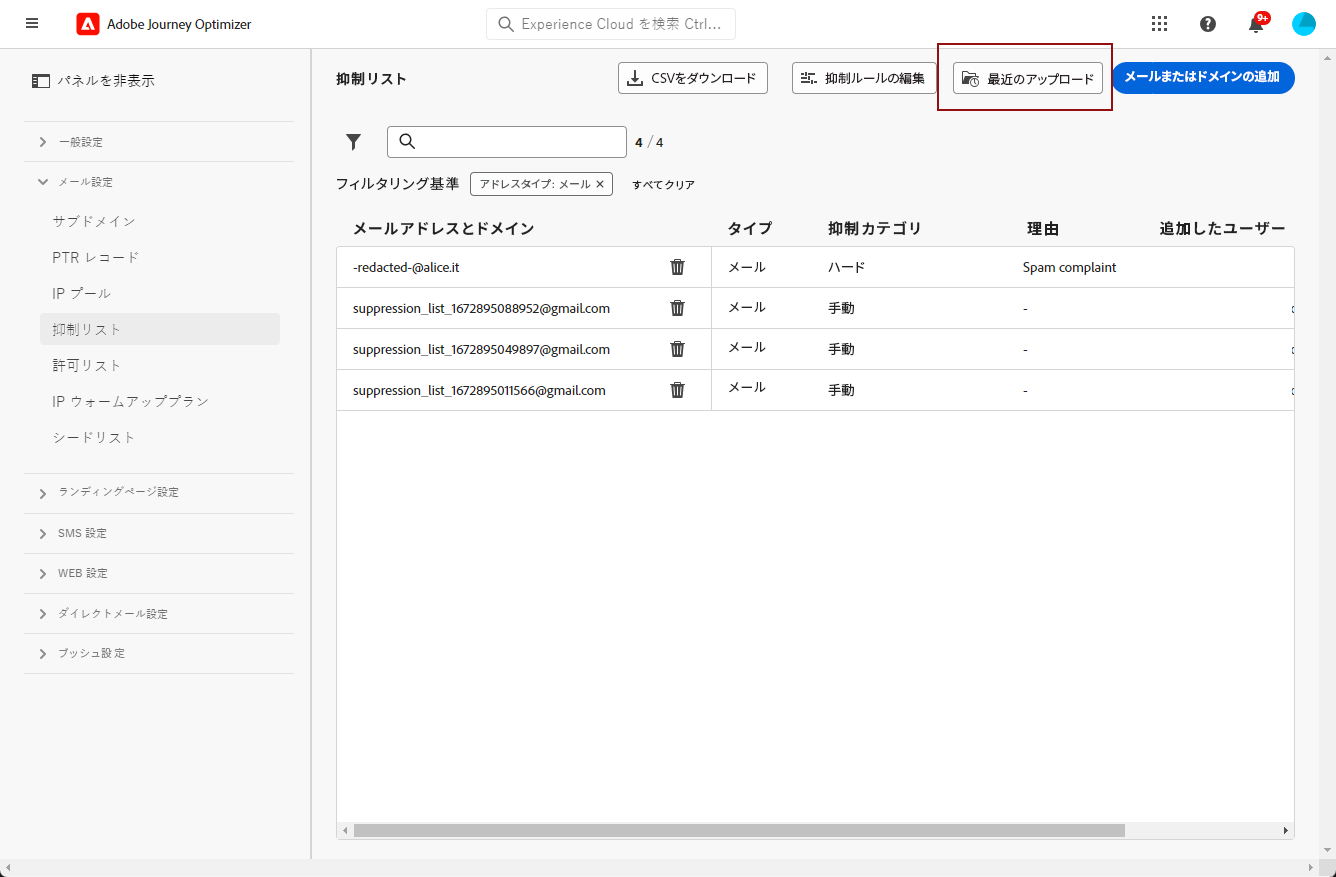 Adobe Journey Optimizer
Experience Cloud を検索 Ctrl...
9+
パネルを非表示
一般設定
メール設定
サブドメイン
PTR レコード
IP プール
抑制リスト
許可リスト
IP ウォームアッププラン
シードリスト
ランディングページ設定
SMS 設定
WEB 設定
ダイレクトメール設定
プッシュ設定
抑制リスト
CSVをダウンロード
抑制ルールの編集
最近のアップロード
メールまたはドメインの追加
4 / 4
フィルタリング基準 アドレスタイプ: メール × すべてクリア
メールアドレスとドメイン タイプ 抑制カテゴリ 理由 追加したユーザー
-redacted-@alice.it メール ハード Spam complaint
suppression_list_1672895088952@gmail.com メール 手動 -
suppression_list_1672895049897@gmail.com メール 手動 -
suppression_list_1672895011566@gmail.com メール 手動 -